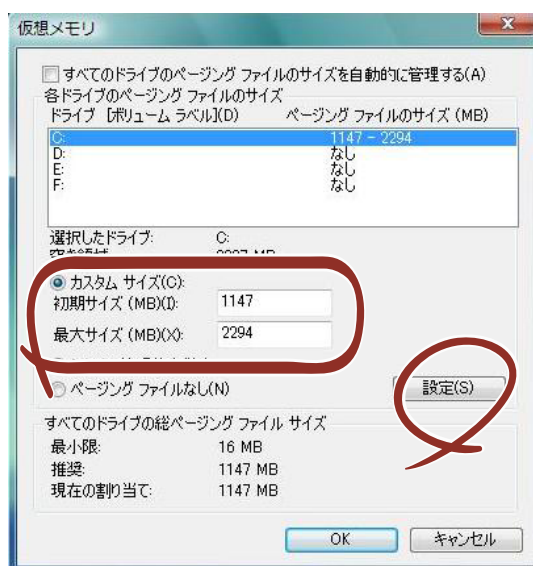 仮想メモリ
すべてのドライブのページング ファイルのサイズを自動的に管理する(A)
各ドライブのページング ファイルのサイズ
ドライブ [ボリューム ラベル](D) ページング ファイルのサイズ (MB)
C: 1147 - 2294
D: なし
E: なし
F: なし
選択したドライブ: C:
カスタム サイズ(C):
初期サイズ (MB)(I): 1147
最大サイズ (MB)(X): 2294
ページング ファイルなし(N) 設定(S)
すべてのドライブの総ページング ファイル サイズ
最小限: 16 MB
推奨: 1147 MB
現在の割り当て: 1147 MB
OK キャンセル